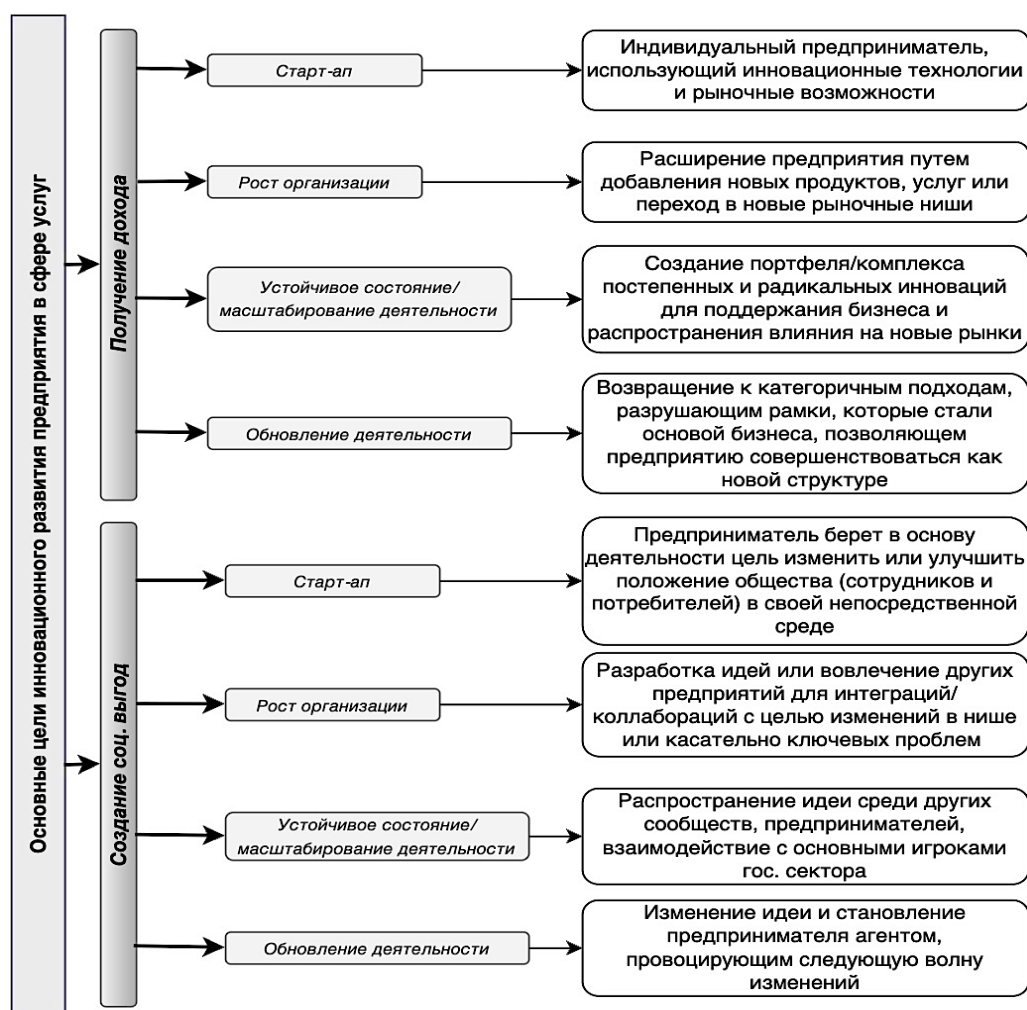 Основные цели инновационного развития предприятия в сфере услуг
Получение дохода
Старт-ап
Индивидуальный предприниматель,
использующий инновационные технологии
и рыночные возможности
Рост организации
Расширение предприятия путем
добавления новых продуктов, услуг или
переход в новые рыночные ниши
Устойчивое состояние/
масштабирование деятельности
Создание портфеля/комплекса
постепенных и радикальных инноваций
для поддержания бизнеса и
распространения влияния на новые рынки
Обновление деятельности
Возвращение к категоричным подходам,
разрушающим рамки, которые стали
основой бизнеса, позволяющем
предприятию совершенствоваться как
новой структуре
Создание соц. выгод
Старт-ап
Предприниматель берет в основу
деятельности цель изменить или улучшить
положение общества (сотрудников и
потребителей) в своей непосредственной
среде
Рост организации
Разработка идей или вовлечение других
предприятий для интеграций/
коллабораций с целью изменений в нише
или касательно ключевых проблем
Устойчивое состояние/
масштабирование деятельности
Распространение идеи среди других
сообществ, предпринимателей,
взаимодействие с основными игроками
гос. сектора
Обновление деятельности
Изменение идеи и становление
предпринимателя агентом,
провоцирующим следующую волну
изменений